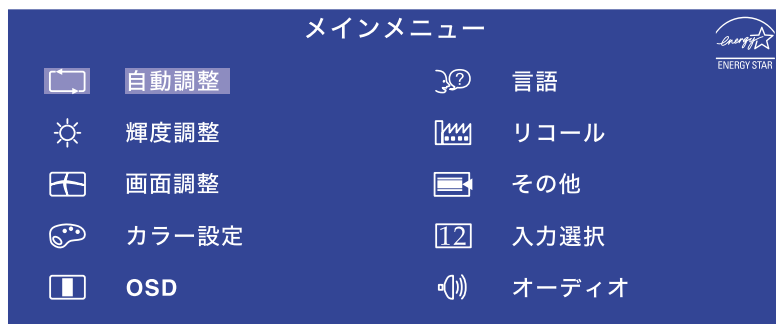 メインメニュー
energy
ENERGY STAR
自動調整
輝度調整
画面調整
カラー設定
OSD
?
言語
リコール
その他
12
入力選択
オーディオ